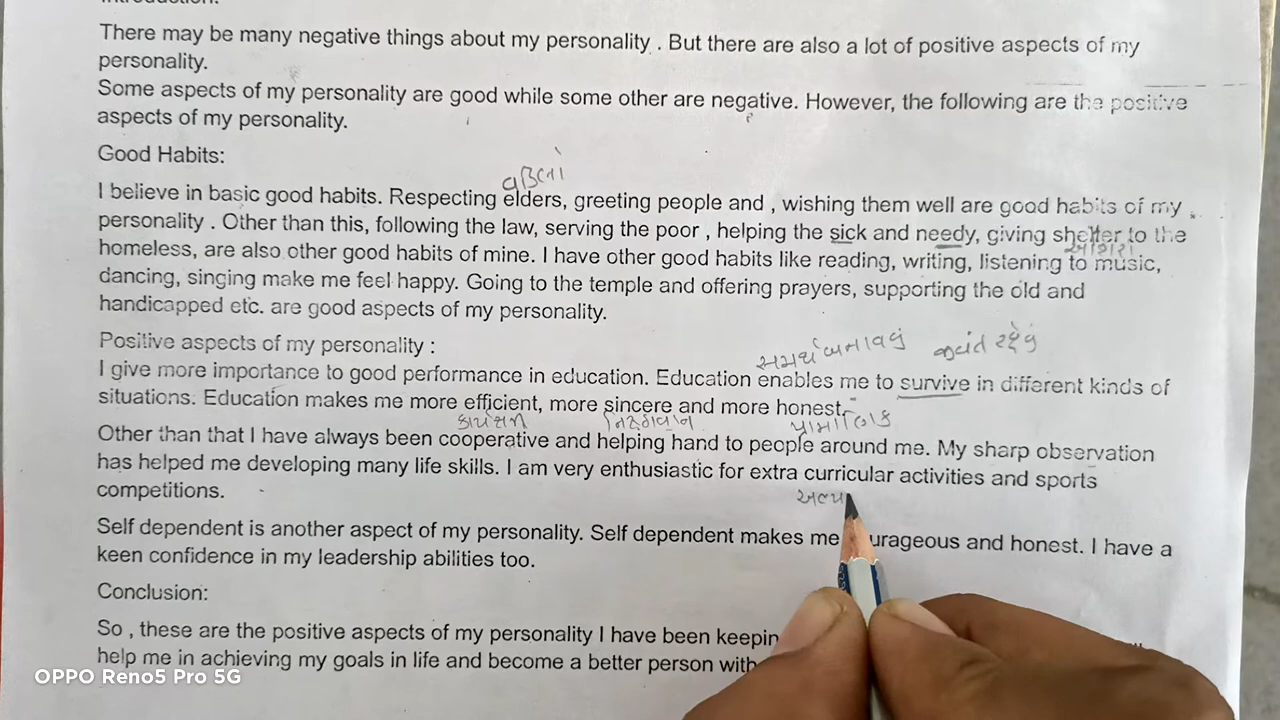 There may be many negative things about my personality . But there are also a lot of positive aspects of my
personality.
Some aspects of my personality are good while some other are negative. However, the following are the positive
aspects of my personality.
Good Habits:
વડિલો
I believe in basic good habits. Respecting elders, greeting people and , wishing them well are good habits of my
personality . Other than this, following the law, serving the poor , helping the sick and needy, giving shelter to the
homeless, are also other good habits of mine. I have other good habits like reading, writing, listening to music,
dancing, singing make me feel happy. Going to the temple and offering prayers, supporting the old and
handicapped etc. are good aspects of my personality.
Positive aspects of my personality :
સમર્થ બનાવવું જીવંત રહેવું
I give more importance to good performance in education. Education enables me to survive in different kinds of
situations. Education makes me more efficient, more sincere and more honest.
Other than that I have always been cooperative and helping hand to people around me. My sharp observation
has helped me developing many life skills. I am very enthusiastic for extra curricular activities and sports
competitions.
Self dependent is another aspect of my personality. Self dependent makes me urageous and honest. I have a
keen confidence in my leadership abilities too.
Conclusion:
So , these are the positive aspects of my personality I have been keepin
help me in achieving my goals in life and become a better person with
OPPO Reno5 Pro 5G